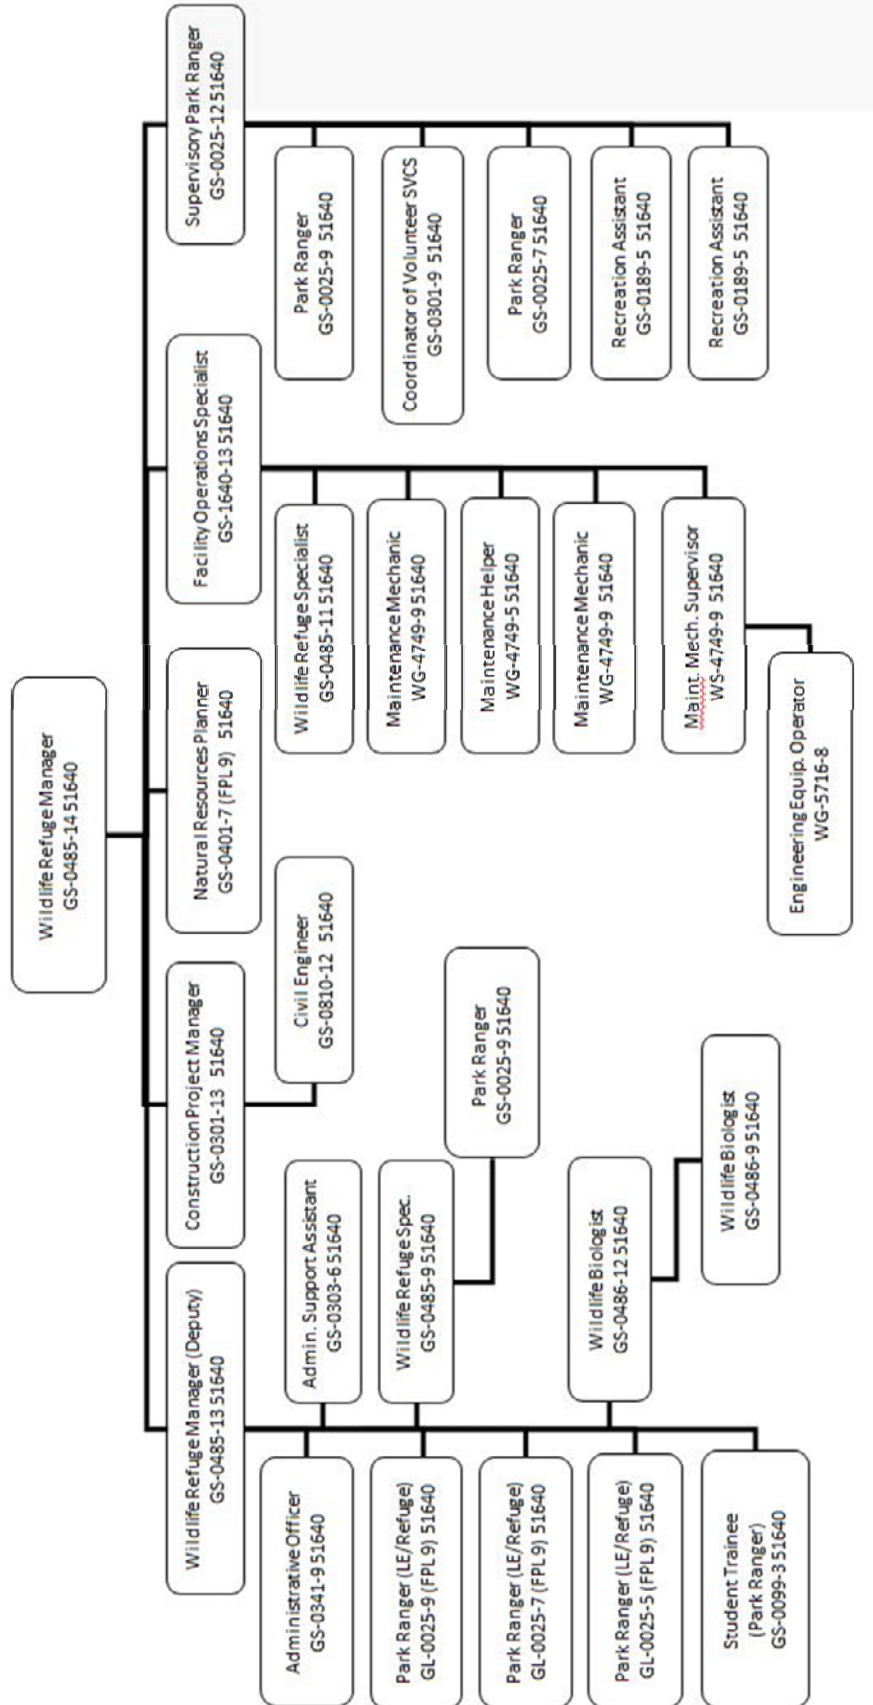 Wildlife Refuge Manager
GS-0485-14 51640
Wildlife Refuge Manager (Deputy)
GS-0485-13 51640
Construction Project Manager
GS-0301-13 51640
Natural Resources Planner
GS-0401-7 (FPL 9) 51640
Facility Operations Specialist
GS-1640-13 51640
Supervisory Park Ranger
GS-0025-12 51640
Administrative Officer
GS-0341-9 51640
Park Ranger (LE/Refuge)
GL-0025-9 (FPL 9) 51640
Park Ranger (LE/Refuge)
GL-0025-7 (FPL 9) 51640
Park Ranger (LE/Refuge)
GL-0025-5 (FPL 9) 51640
Student Trainee
(Park Ranger)
GS-0099-3 51640
Admin. Support Assistant
GS-0303-6 51640
Wildlife Refuge Spec.
GS-0485-9 51640
Park Ranger
GS-0025-9 51640
Wildlife Biologist
GS-0486-12 51640
Wildlife Biologist
GS-0486-9 51640
Civil Engineer
GS-0810-12 51640
Wildlife Refuge Specialist
GS-0485-11 51640
Maintenance Mechanic
WG-4749-9 51640
Maintenance Helper
WG-4749-5 51640
Maintenance Mechanic
WG-4749-9 51640
Maint. Mech. Supervisor
WS-4749-9 51640
Engineering Equip. Operator
WG-5716-8
Park Ranger
GS-0025-9 51640
Coordinator of Volunteer SVCS
GS-0301-9 51640
Park Ranger
GS-0025-7 51640
Recreation Assistant
GS-0189-5 51640
Recreation Assistant
GS-0189-5 51640